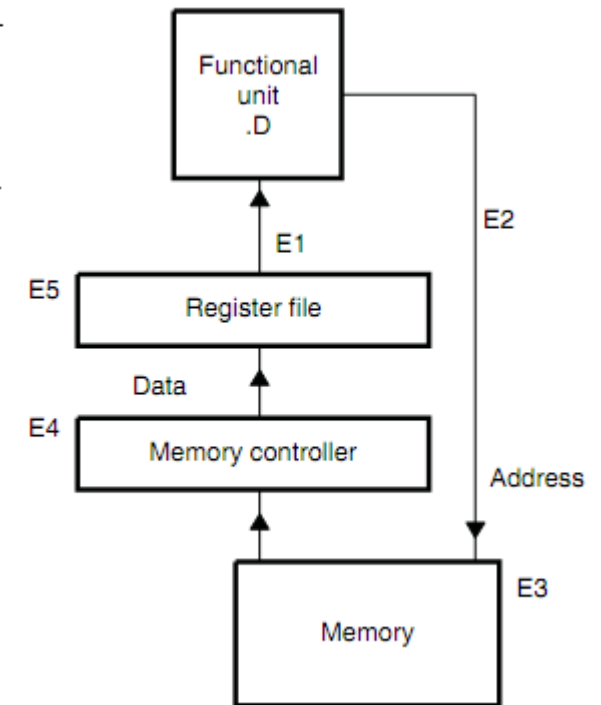 Functional
unit
.D
E2
E1
E5
Register file
Data
E4
Memory controller
Address
E3
Memory